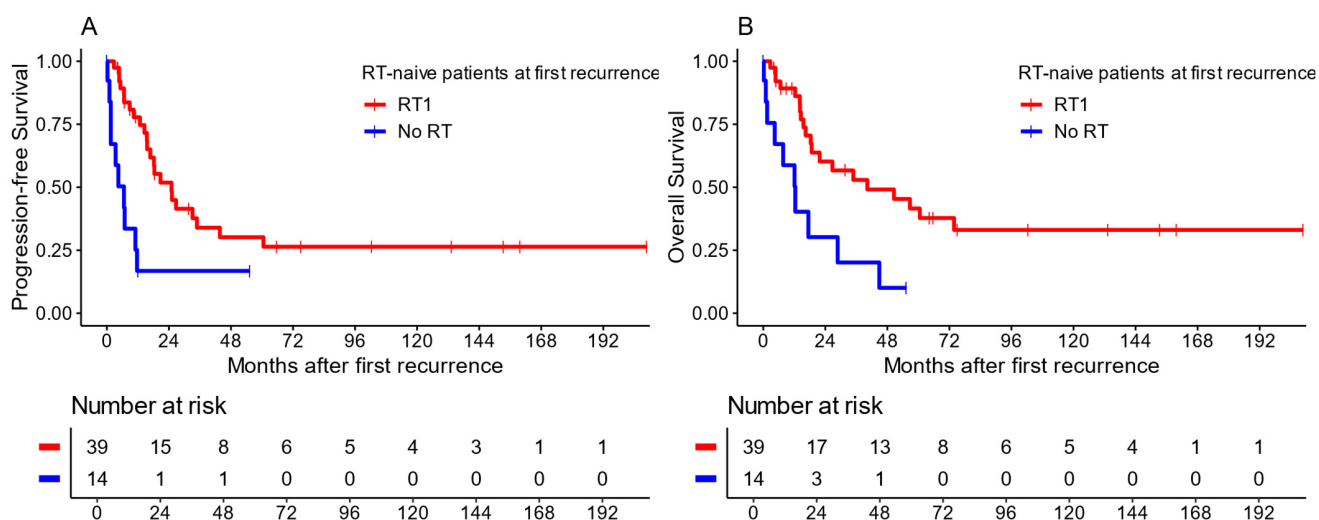 A
Progression-free Survival
1.00
0.75
0.50
0.25
0.00
RT-naive patients at first recurrence
RT1
No RT
0 24 48 72 96 120 144 168 192
Months after first recurrence
Number at risk
39 15 8 6 5 4 3 1 1
14 1 1 0 0 0 0 0 0
0 24 48 72 96 120 144 168 192
B
Overall Survival
1.00
0.75
0.50
0.25
0.00
RT-naive patients at first recurrence
RT1
No RT
0 24 48 72 96 120 144 168 192
Months after first recurrence
Number at risk
39 17 13 8 6 5 4 1 1
14 3 1 0 0 0 0 0 0
0 24 48 72 96 120 144 168 192